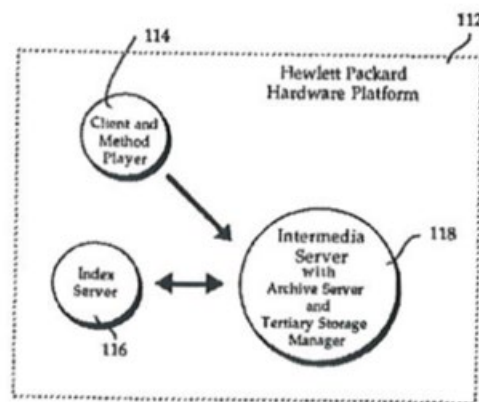 112
114
Hewlett Packard
Hardware Platform
Client and
Method
Player
118
Intermedia
Server
with
Archive Server
and
Tertiary Storage
Manager
Index
Server
116